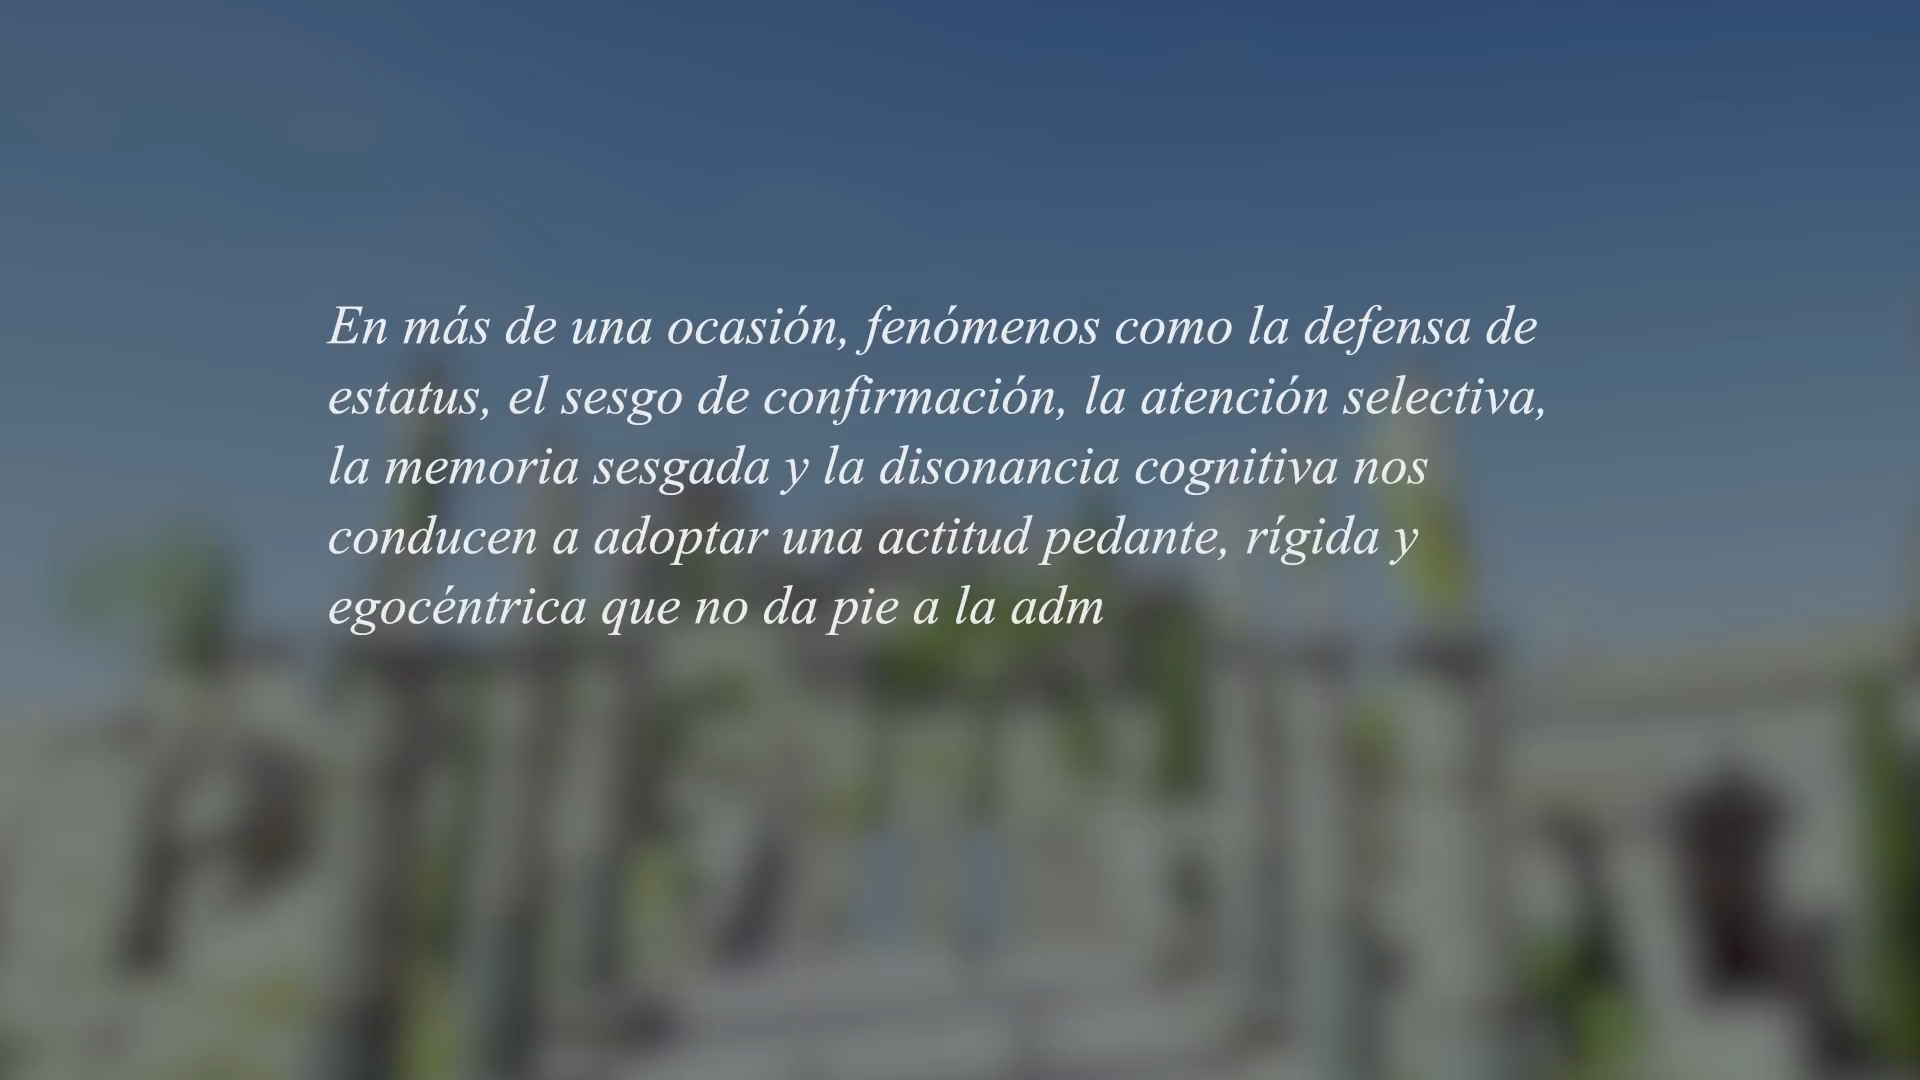 En más de una ocasión, fenómenos como la defensa de
estatus, el sesgo de confirmación, la atención selectiva,
la memoria sesgada y la disonancia cognitiva nos
conducen a adoptar una actitud pedante, rígida y
egocéntrica que no da pie a la adm